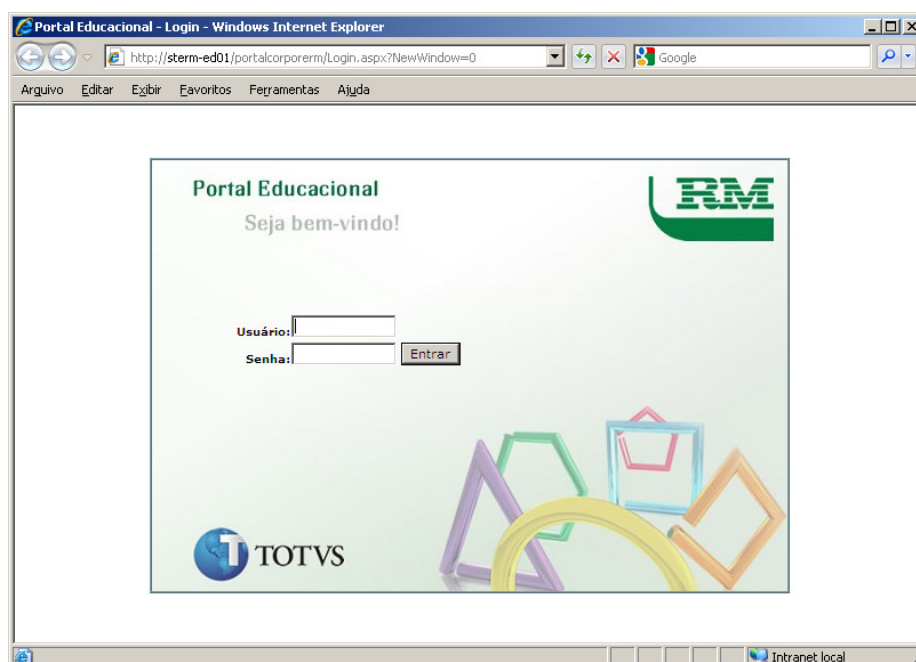 Portal Educacional - Login - Windows Internet Explorer
http://sterm-ed01/portalcorporerm/Login.aspx?NewWindow=0
Google
Arquivo Editar Exibir Favoritos Ferramentas Ajuda
Portal Educacional
RM
Seja bem-vindo!
Usuário:
Senha:
Entrar
TOTVS
Intranet local